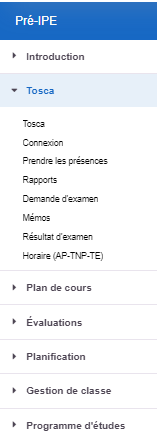 Pré-IPE
Introduction
Tosca
Tosca
Connexion
Prendre les présences
Rapports
Demande d'examen
Mémos
Résultat d'examen
Horaire (AP-TNP-TE)
Plan de cours
Évaluations
Planification
Gestion de classe
Programme d'études